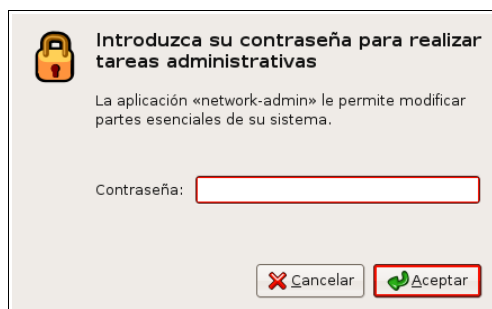 Introduzca su contraseña para realizar
tareas administrativas
La aplicación «network-admin» le permite modificar
partes esenciales de su sistema.
Contraseña:
Cancelar
Aceptar